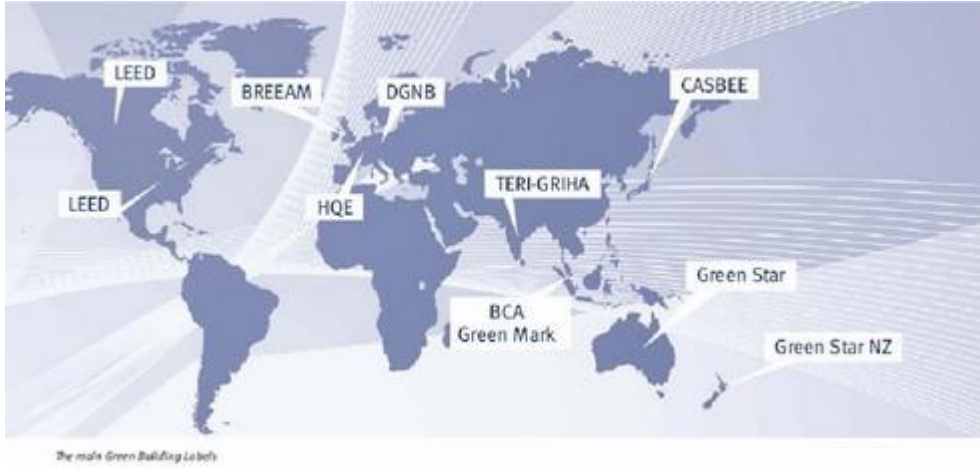 LEED
BREEAM
DGNB
CASBEE
LEED
HQE
TERI-GRIHA
BCA
Green Mark
Green Star
Green Star NZ
The main Green Building Labels